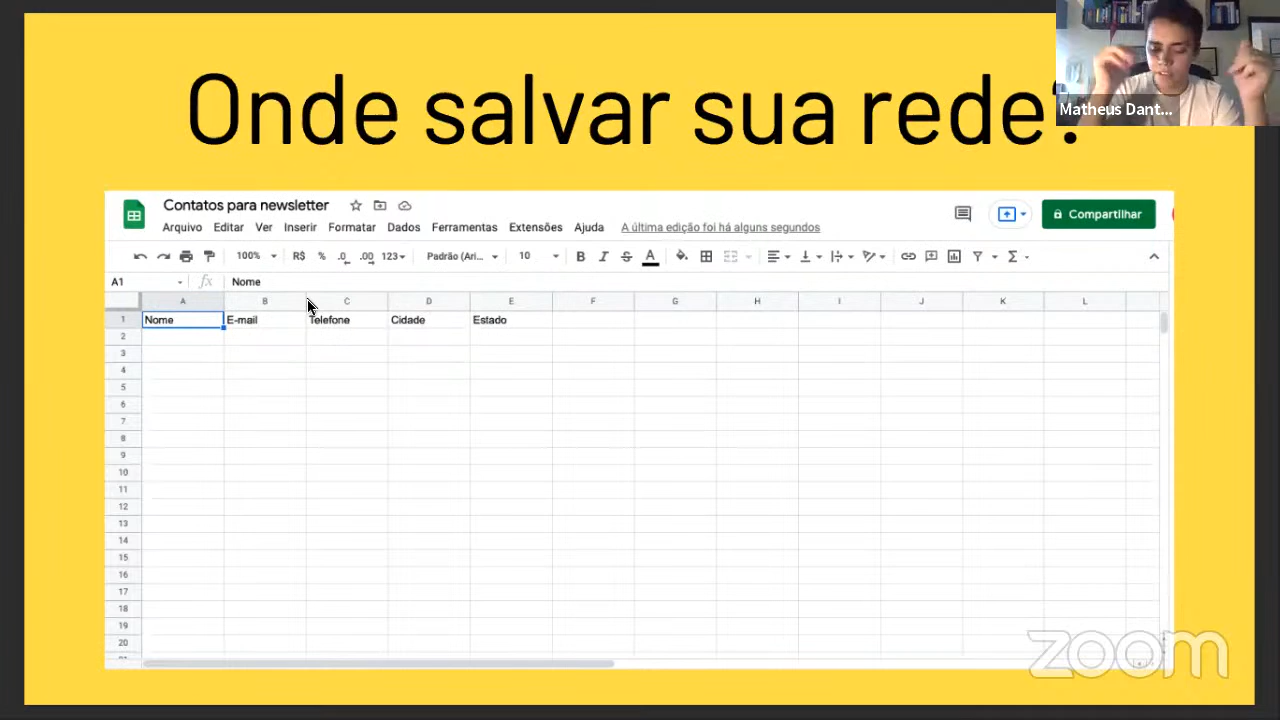 Onde salvar sua rede?
Matheus Dant...
Contatos para newsletter
Arquivo Editar Ver Inserir Formatar Dados Ferramentas Extensões Ajuda A última edição foi há alguns segundos
Compartilhar
100% R$ % .0 .00 123 Padrão (Ari... 10 B I S A Σ
A1 fx Nome
A B C D E F G H I J K L
1 Nome E-mail Telefone Cidade Estado
2
3
4
5
6
7
8
9
10
11
12
13
14
15
16
17
18
19
20
zoom